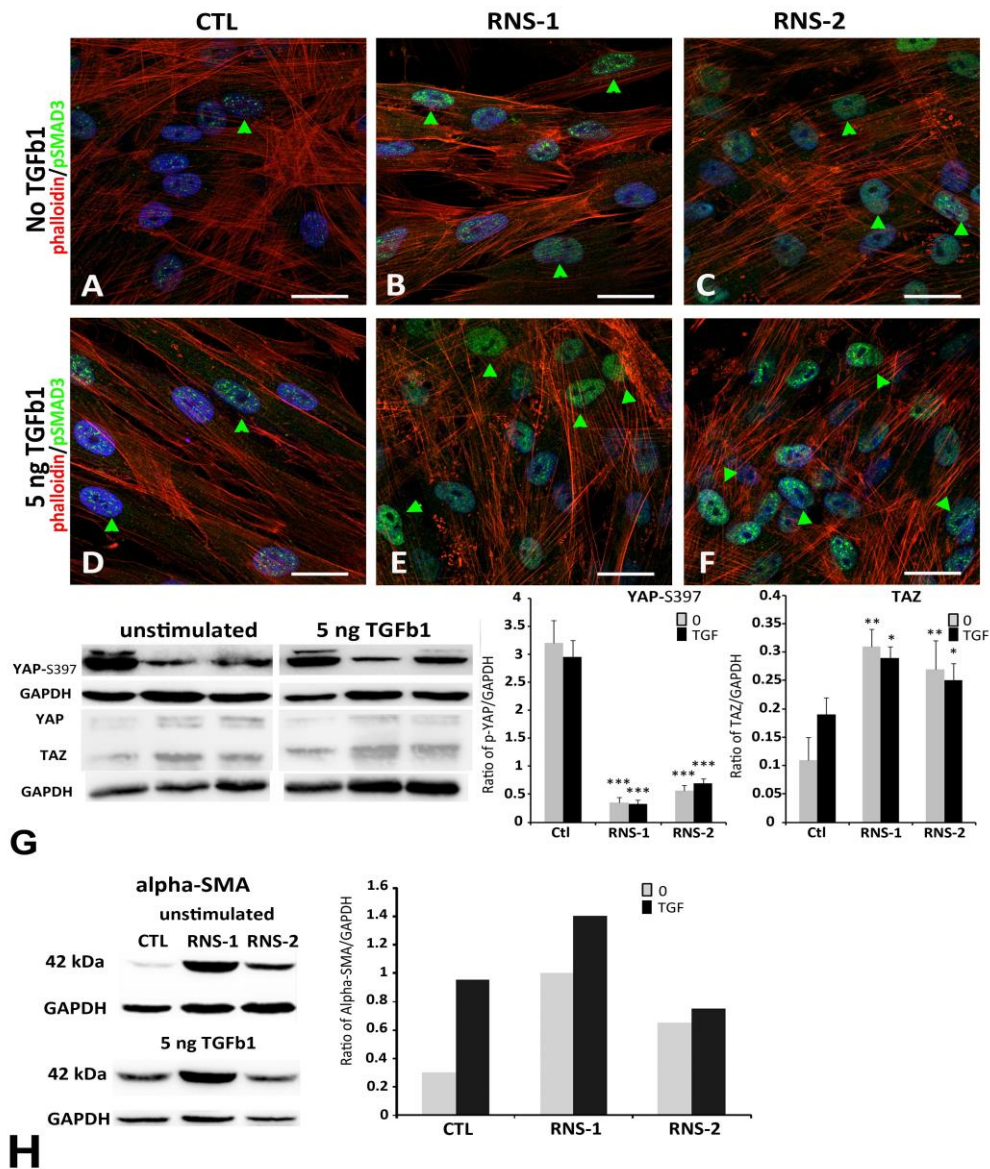 CTL
RNS-1
RNS-2
No TGFb1
phalloidin/pSMAD3
A
B
C
5 ng TGFb1
phalloidin/pSMAD3
D
E
F
unstimulated
5 ng TGFb1
YAP-S397
GAPDH
YAP
TAZ
GAPDH
YAP-S397
0
TGF
Ratio of p-YAP/GAPDH
4
3.5
3
2.5
2
1.5
1
0.5
0
***
***
***
***
Ctl
RNS-1
RNS-2
TAZ
0
TGF
Ratio of TAZ/GAPDH
0.4
0.35
0.3
0.25
0.2
0.15
0.1
0.05
0
**
*
**
*
Ctl
RNS-1
RNS-2
G
alpha-SMA
unstimulated
CTL RNS-1 RNS-2
42 kDa
GAPDH
5 ng TGFb1
42 kDa
GAPDH
0
TGF
Ratio of Alpha-SMA/GAPDH
1.6
1.4
1.2
1
0.8
0.6
0.4
0.2
0
CTL
RNS-1
RNS-2
H